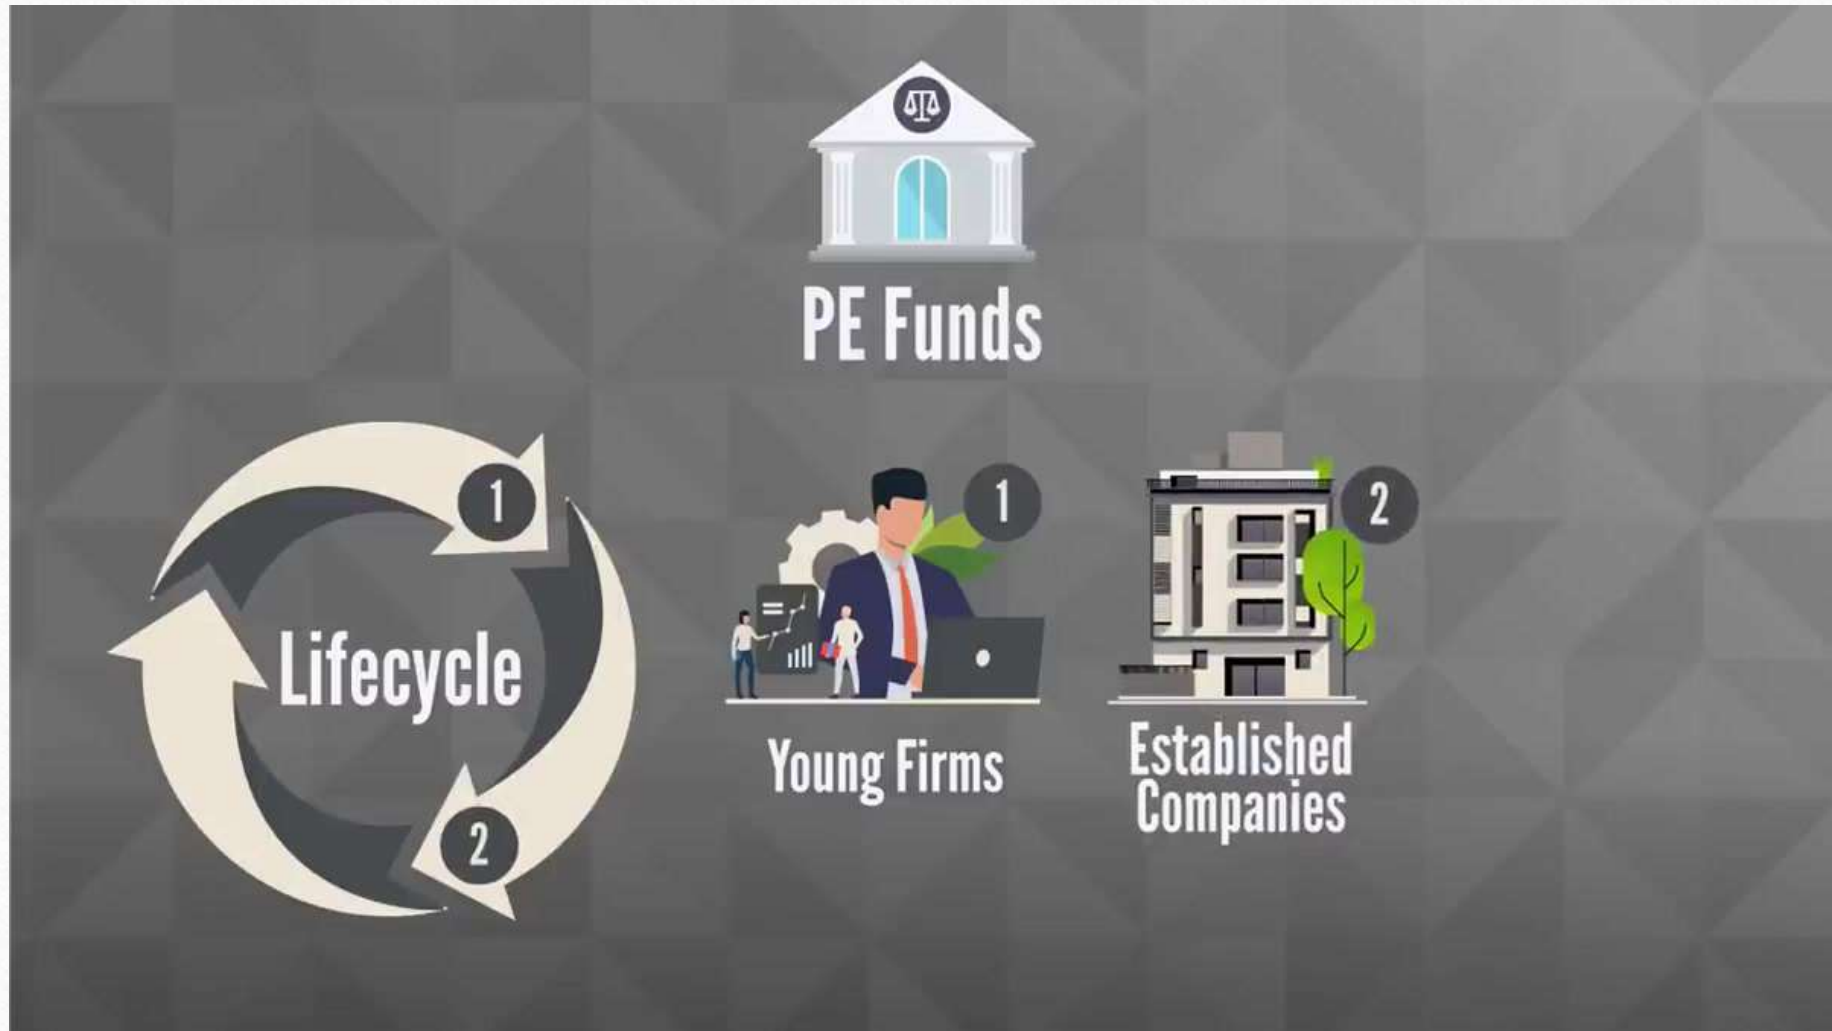 PE Funds
1
2
Lifecycle
1
Young Firms
2
Established
Companies